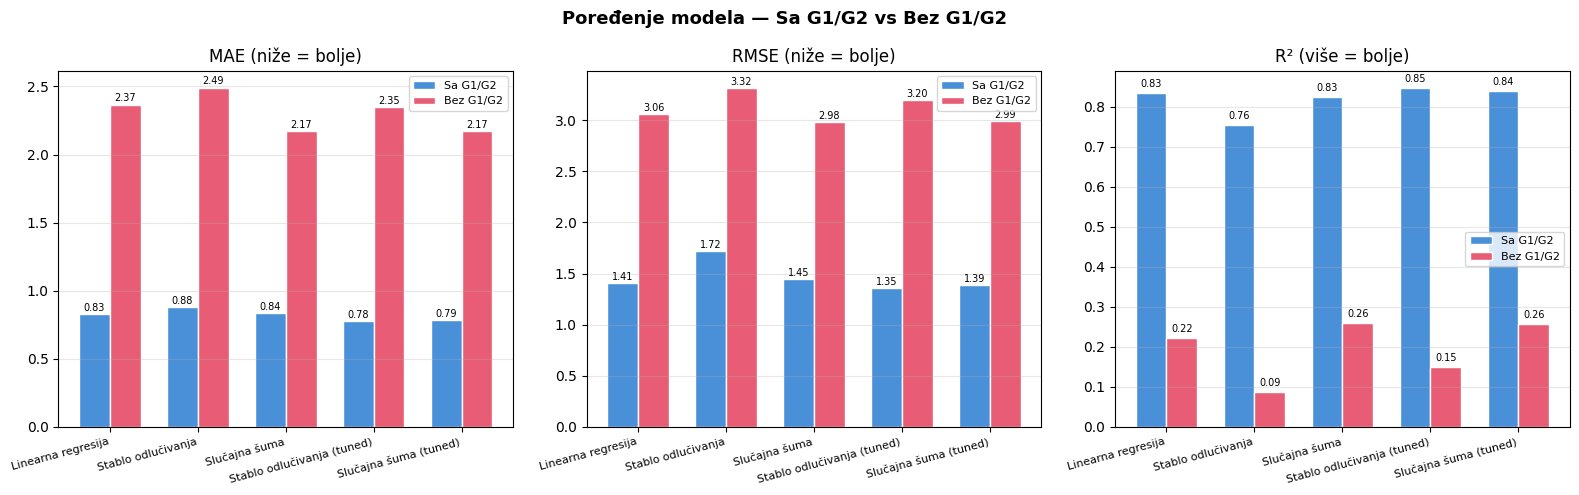 Poređenje modela — Sa G1/G2 vs Bez G1/G2
MAE (niže = bolje)
Sa G1/G2
Bez G1/G2
2.5
2.0
1.5
1.0
0.5
0.0
0.83
2.37
0.88
2.49
0.84
2.17
0.78
2.35
0.79
2.17
Linearna regresija
Stablo odlučivanja
Slučajna šuma
Stablo odlučivanja (tuned)
Slučajna šuma (tuned)
RMSE (niže = bolje)
Sa G1/G2
Bez G1/G2
3.0
2.5
2.0
1.5
1.0
0.5
0.0
1.41
3.06
1.72
3.32
1.45
2.98
1.35
3.20
1.39
2.99
Linearna regresija
Stablo odlučivanja
Slučajna šuma
Stablo odlučivanja (tuned)
Slučajna šuma (tuned)
R² (više = bolje)
Sa G1/G2
Bez G1/G2
0.8
0.7
0.6
0.5
0.4
0.3
0.2
0.1
0.0
0.83
0.22
0.76
0.09
0.83
0.26
0.85
0.15
0.84
0.26
Linearna regresija
Stablo odlučivanja
Slučajna šuma
Stablo odlučivanja (tuned)
Slučajna šuma (tuned)